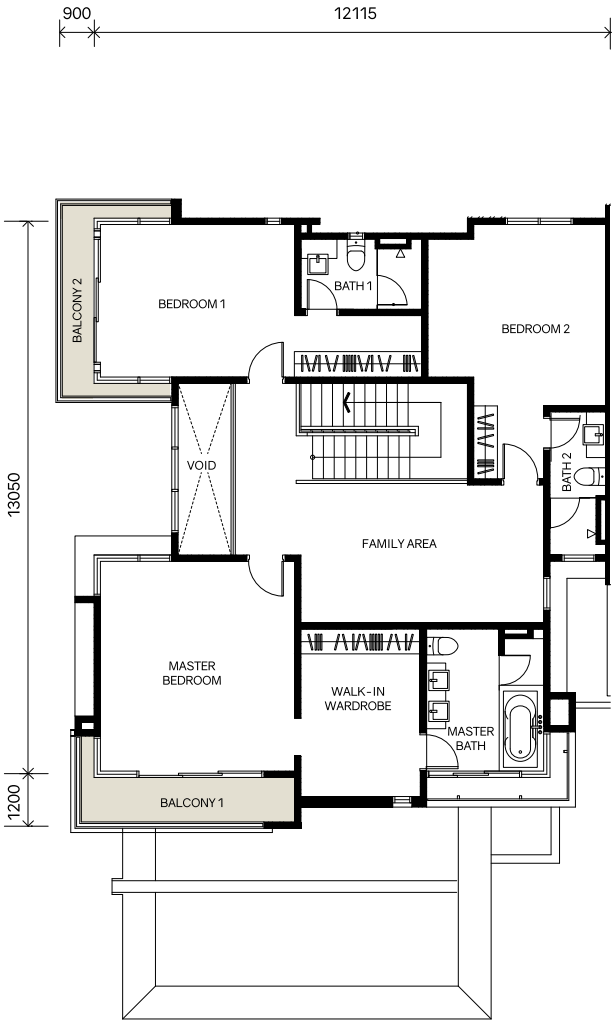 900
12115
BALCONY 2
BEDROOM 1
BATH 1
BEDROOM 2
VOID
BATH 2
13050
FAMILY AREA
MASTER
BEDROOM
WALK-IN
WARDROBE
MASTER
BATH
1200
BALCONY 1